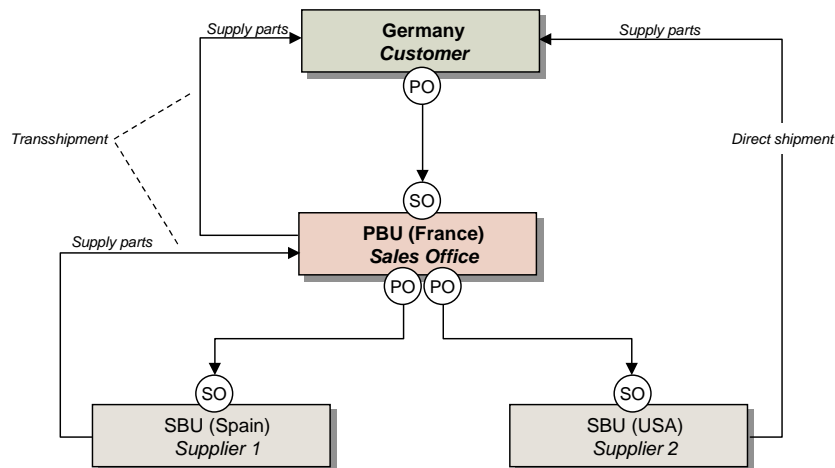 Supply parts
Germany
Customer
Supply parts
PO
Transshipment
Direct shipment
SO
PBU (France)
Sales Office
Supply parts
PO
PO
SO
SBU (Spain)
Supplier 1
SO
SBU (USA)
Supplier 2